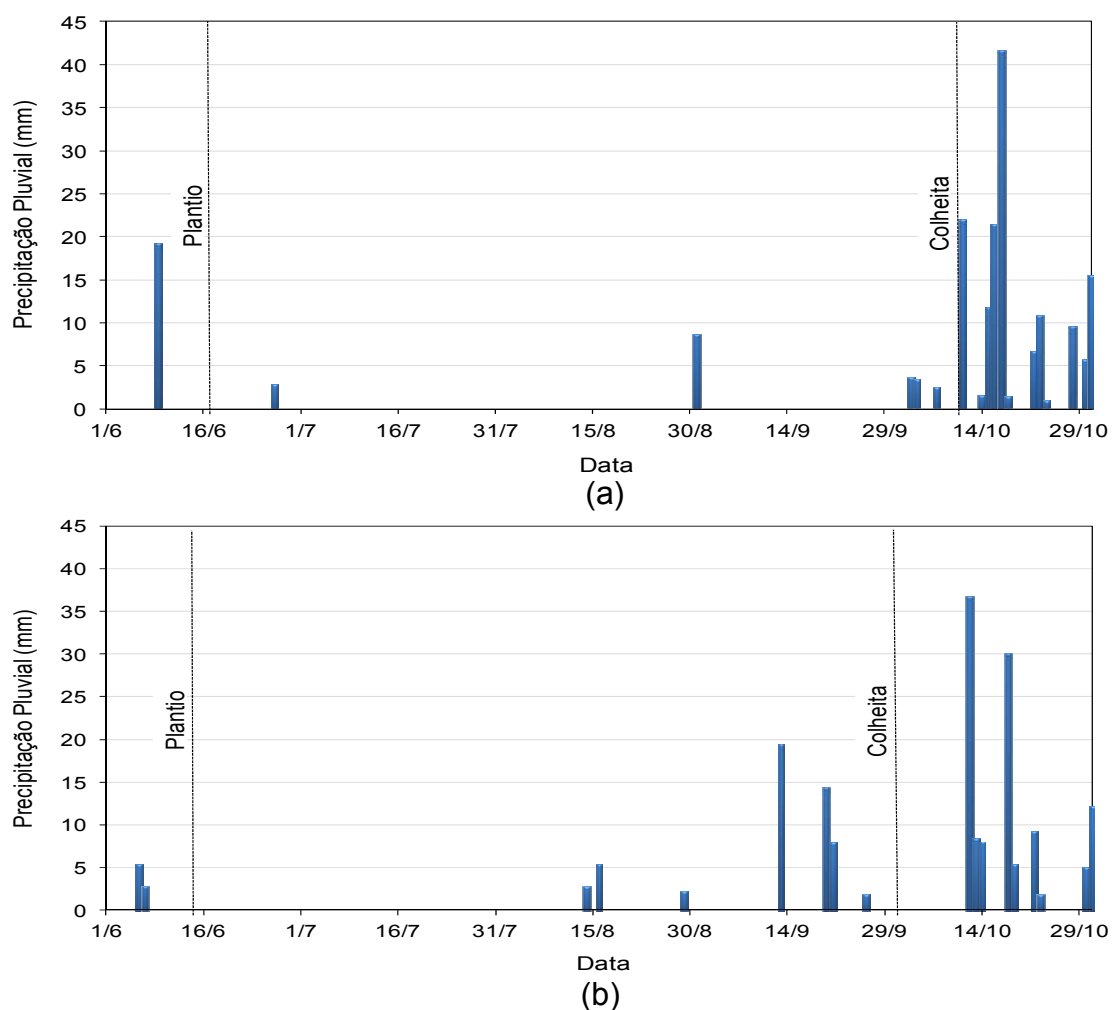 45
40
35
30
25
20
15
10
5
0
Precipitação Pluvial (mm)
Plantio
Colheita
1/6 16/6 1/7 16/7 31/7 15/8 30/8 14/9 29/9 14/10 29/10
Data
(a)
45
40
35
30
25
20
15
10
5
0
Precipitação Pluvial (mm)
Plantio
Colheita
1/6 16/6 1/7 16/7 31/7 15/8 30/8 14/9 29/9 14/10 29/10
Data
(b)